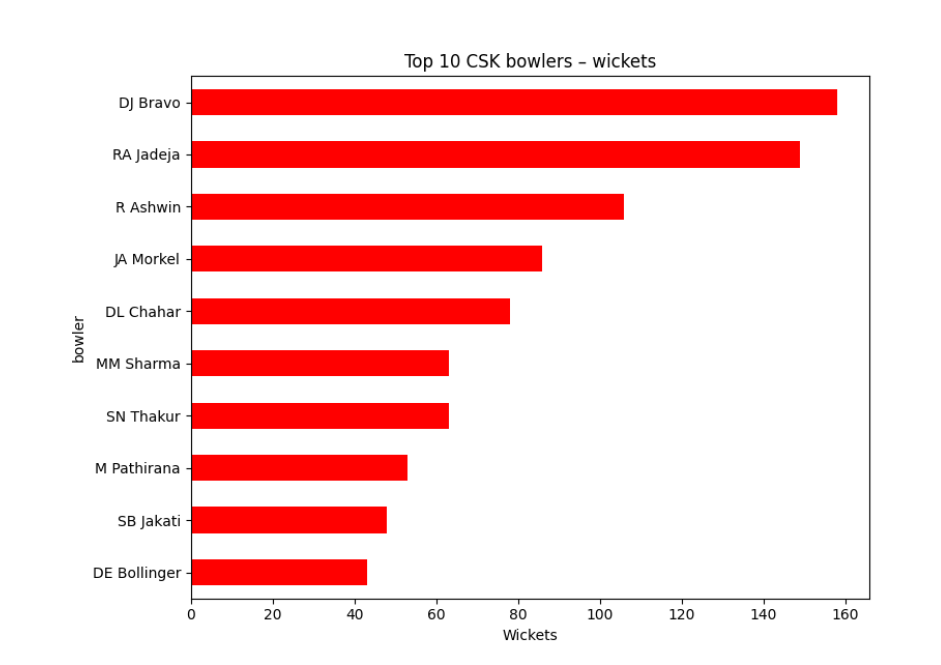 Top 10 CSK bowlers – wickets
DJ Bravo
RA Jadeja
R Ashwin
JA Morkel
DL Chahar
MM Sharma
SN Thakur
M Pathirana
SB Jakati
DE Bollinger
bowler
0 20 40 60 80 100 120 140 160
Wickets